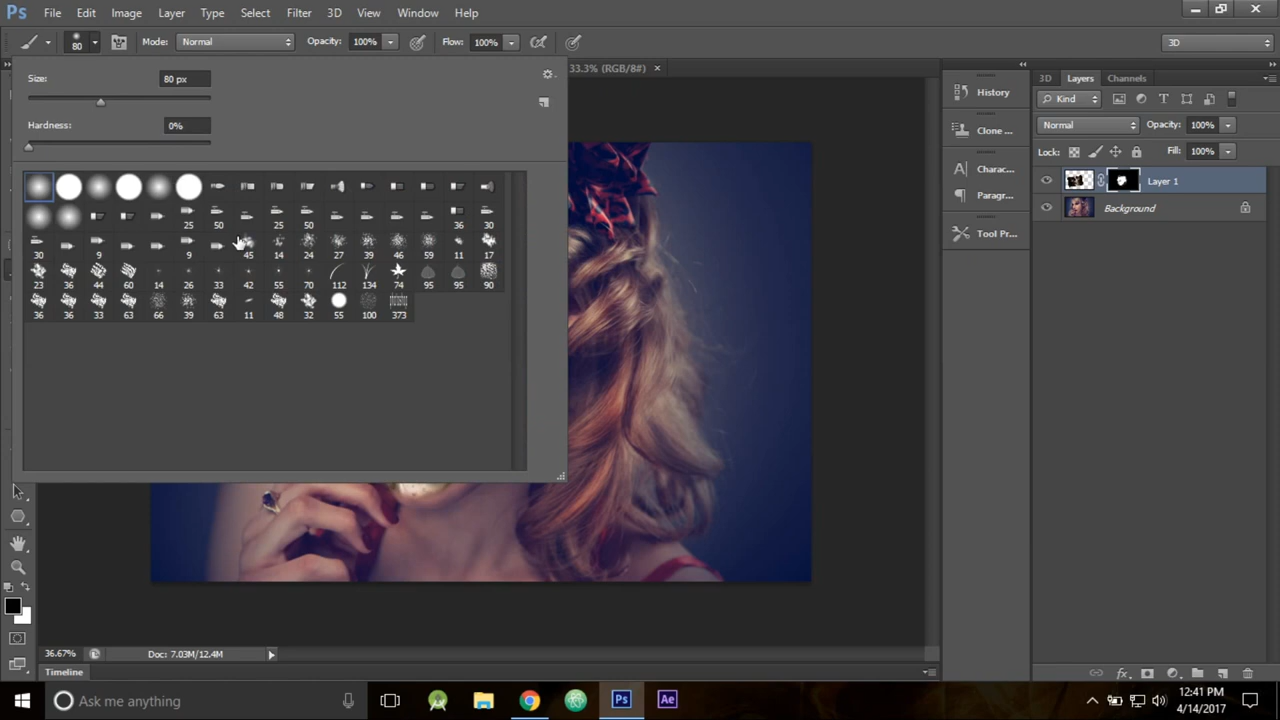 Ps File Edit Image Layer Type Select Filter 3D View Window Help
80 Mode: Normal Opacity: 100% Flow: 100% 3D
33.3% (RGB/8#) ×
Size: 80 px
Hardness: 0%
25 50 25 50 36 30
30 9 9 45 14 24 27 39 46 59 11 17
23 36 44 60 14 26 33 42 55 70 112 134 74 95 95 90
36 36 33 63 66 39 63 11 48 32 55 100 373
History
Clone ...
Charac...
Paragr...
Tool Pr...
3D Layers Channels
Kind
Normal Opacity: 100%
Lock: Fill: 100%
Layer 1
Background
36.67% Doc: 7.03M/12.4M
Timeline
Ask me anything Ps Ae 12:41 PM
4/14/2017